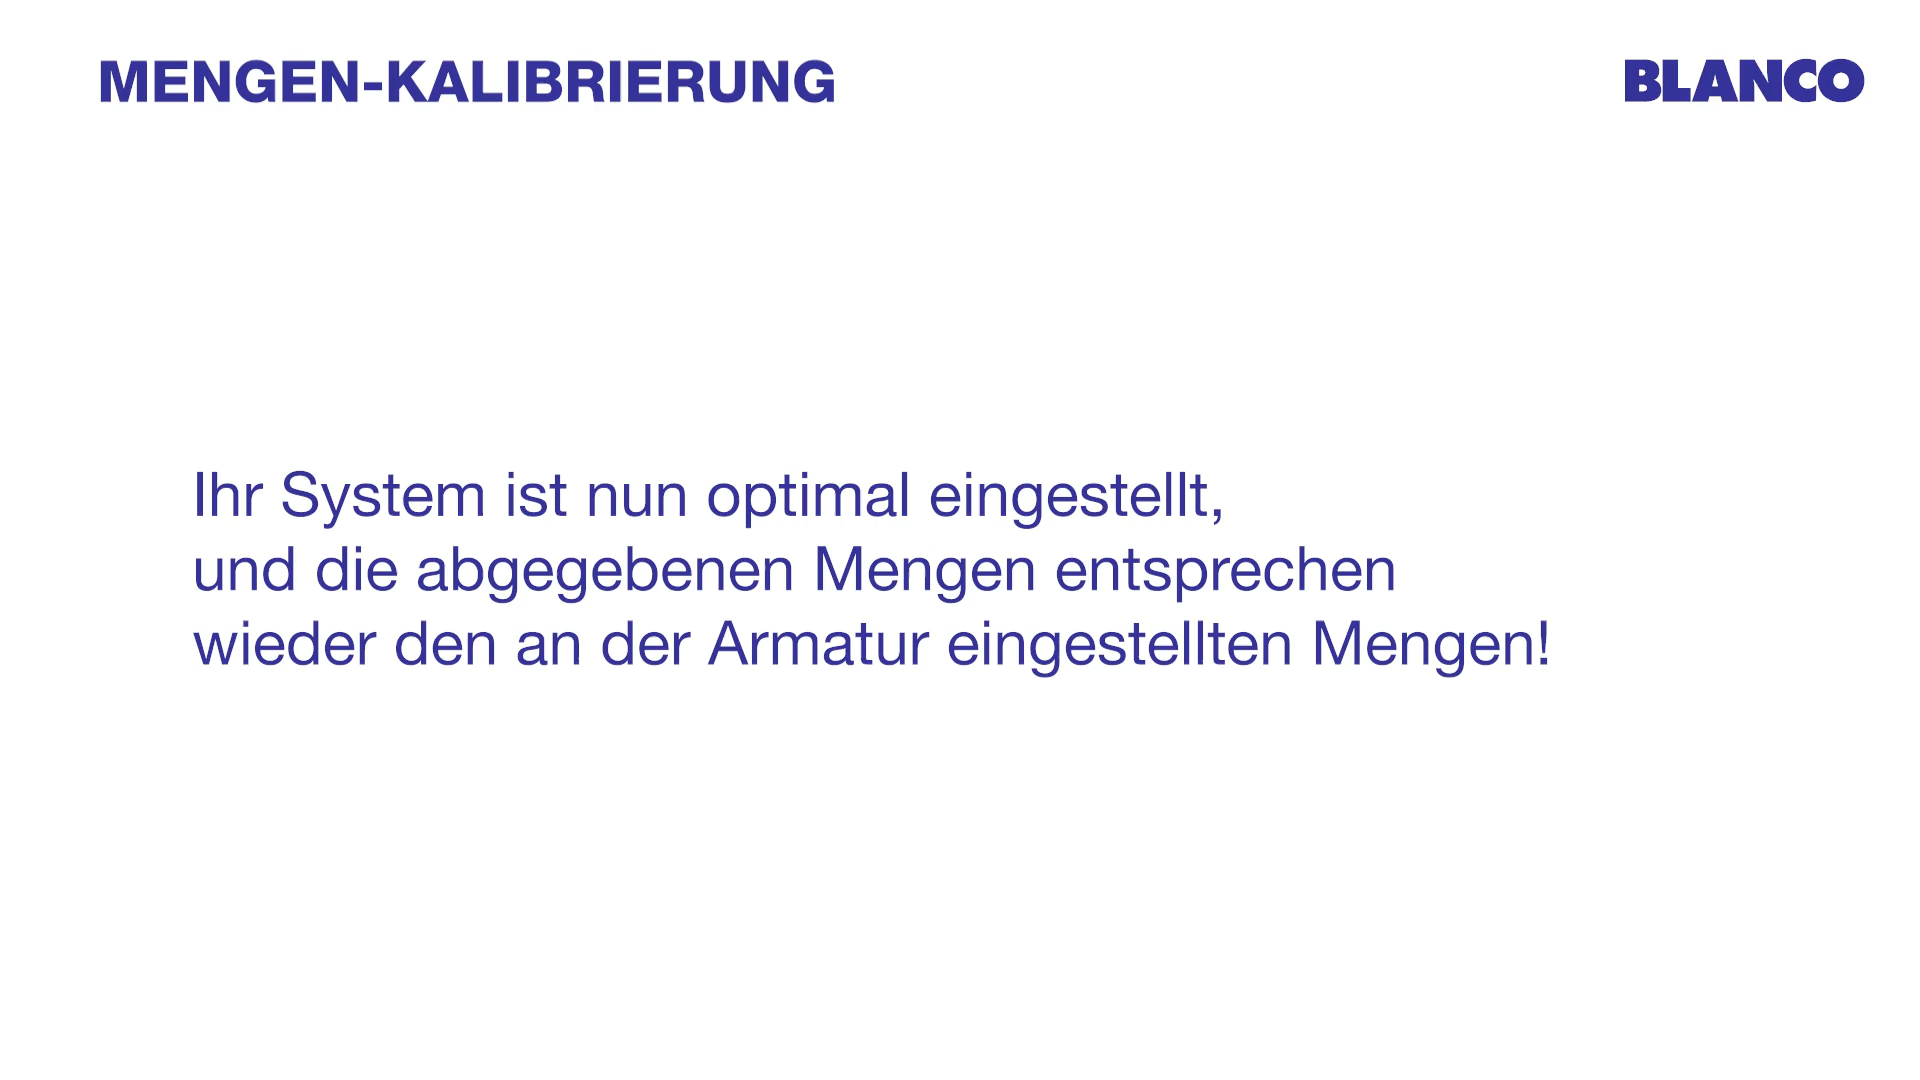 MENGEN-KALIBRIERUNG
BLANCO
Ihr System ist nun optimal eingestellt,
und die abgegebenen Mengen entsprechen
wieder den an der Armatur eingestellten Mengen!